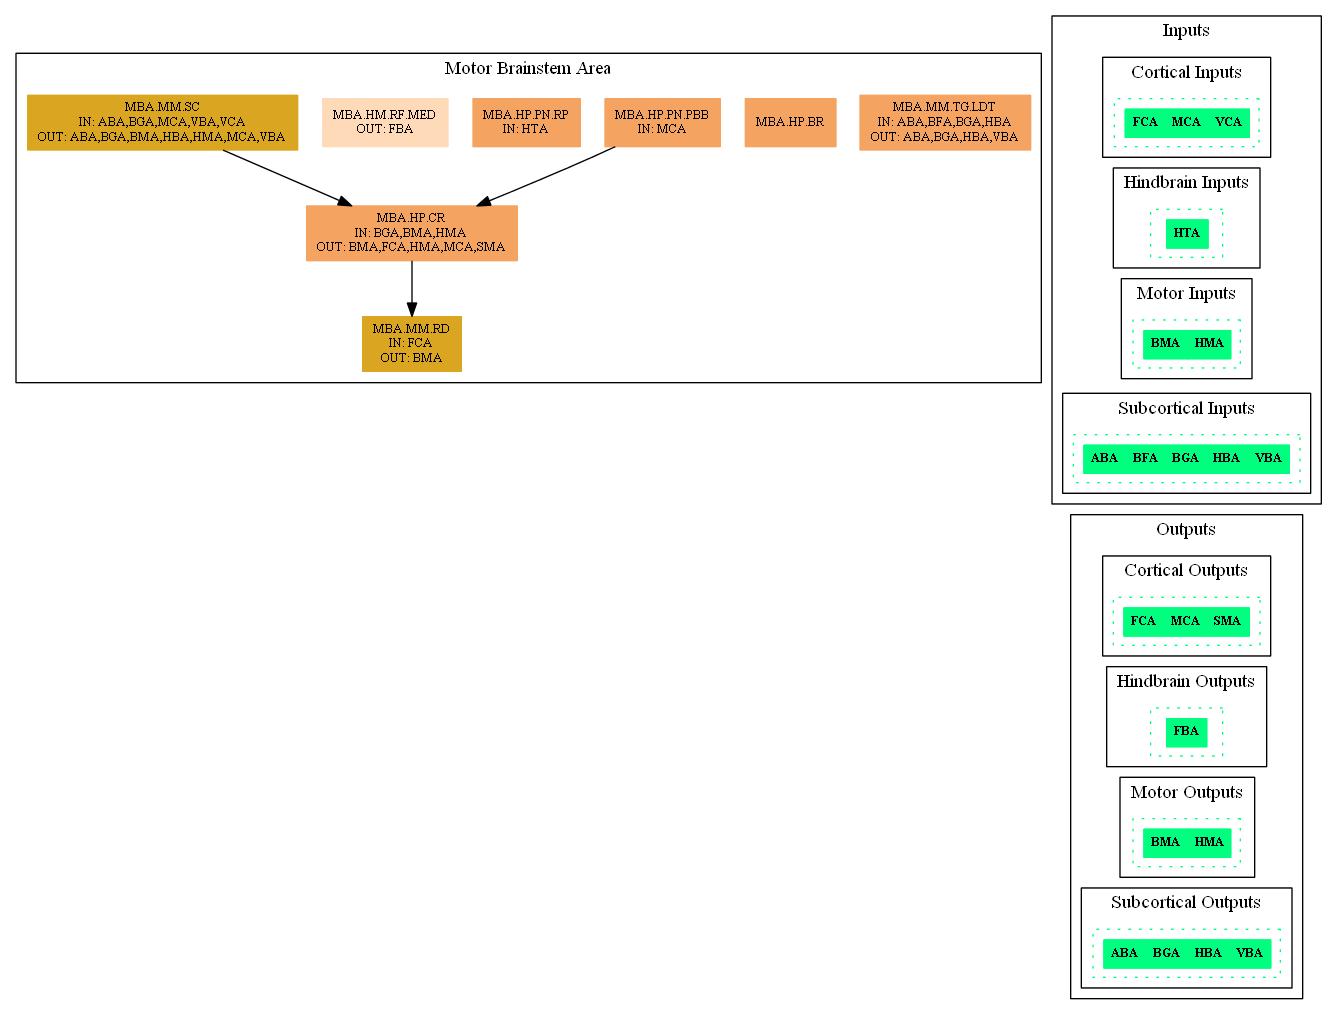 Motor Brainstem Area
MBA.MM.SC
IN: ABA,BGA,MCA,VBA,VCA
OUT: ABA,BGA,BMA,HBA,HMA,MCA,VBA
MBA.HM.RF.MED
OUT: FBA
MBA.HP.PN.RP
IN: HTA
MBA.HP.PN.PBB
IN: MCA
MBA.HP.BR
MBA.MM.TG.LDT
IN: ABA,BFA,BGA,HBA
OUT: ABA,BGA,HBA,VBA
MBA.HP.CR
IN: BGA,BMA,HMA
OUT: BMA,FCA,HMA,MCA,SMA
MBA.MM.RD
IN: FCA
OUT: BMA
Inputs
Cortical Inputs
FCA MCA VCA
Hindbrain Inputs
HTA
Motor Inputs
BMA HMA
Subcortical Inputs
ABA BFA BGA HBA VBA
Outputs
Cortical Outputs
FCA MCA SMA
Hindbrain Outputs
FBA
Motor Outputs
BMA HMA
Subcortical Outputs
ABA BGA HBA VBA